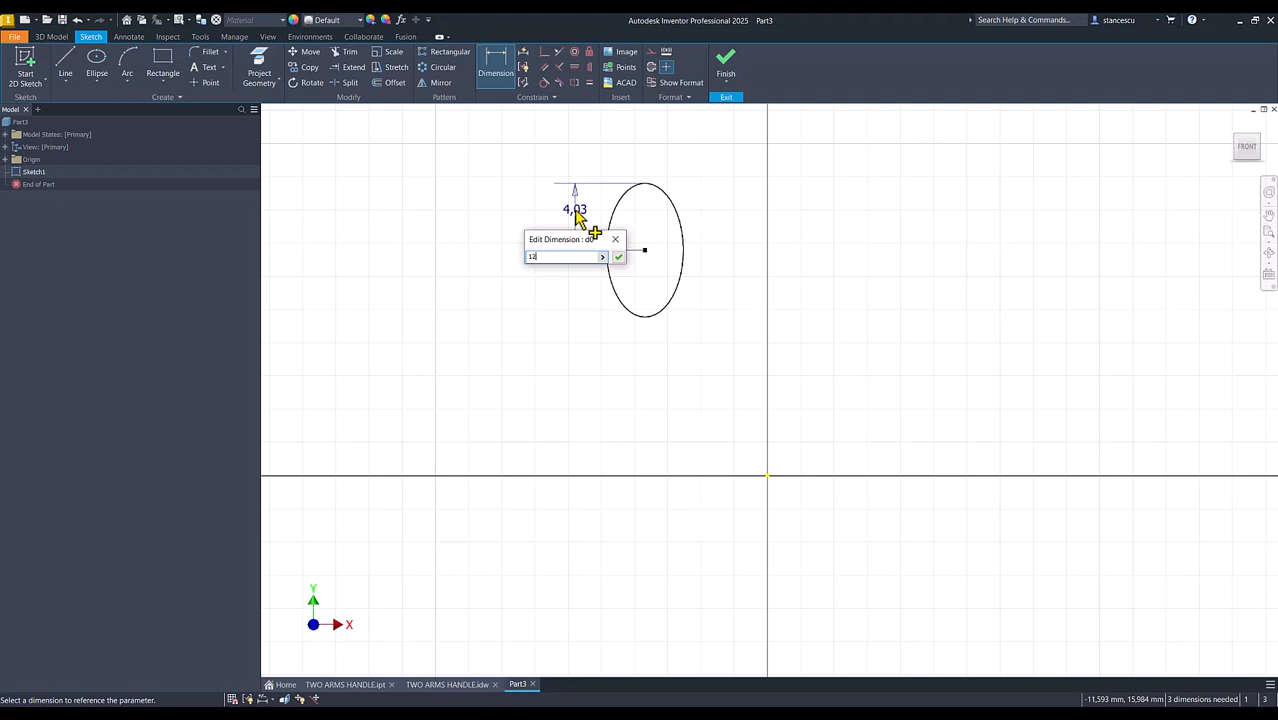 Material
Default
Autodesk Inventor Professional 2025 Part3
Search Help & Commands...
stancescu
File
3D Model
Sketch
Annotate
Inspect
Tools
Manage
View
Environments
Collaborate
Fusion
Start
2D Sketch
Line
Ellipse
Arc
Rectangle
Fillet
Text
Point
Project
Geometry
Move
Copy
Rotate
Trim
Extend
Split
Scale
Stretch
Offset
Rectangular
Circular
Mirror
Dimension
Image
Points
ACAD
Show Format
Finish
Sketch
Create
Modify
Pattern
Constrain
Insert
Format
Exit
Model
Part3
Model States: [Primary]
View: [Primary]
Origin
Sketch1
End of Part
FRONT
4,03
Edit Dimension : d0
12
Y
X
Home
TWO ARMS HANDLE.ipt
TWO ARMS HANDLE.idw
Part3
Select a dimension to reference the parameter.
-11,593 mm, 15,984 mm
3 dimensions needed
1
3